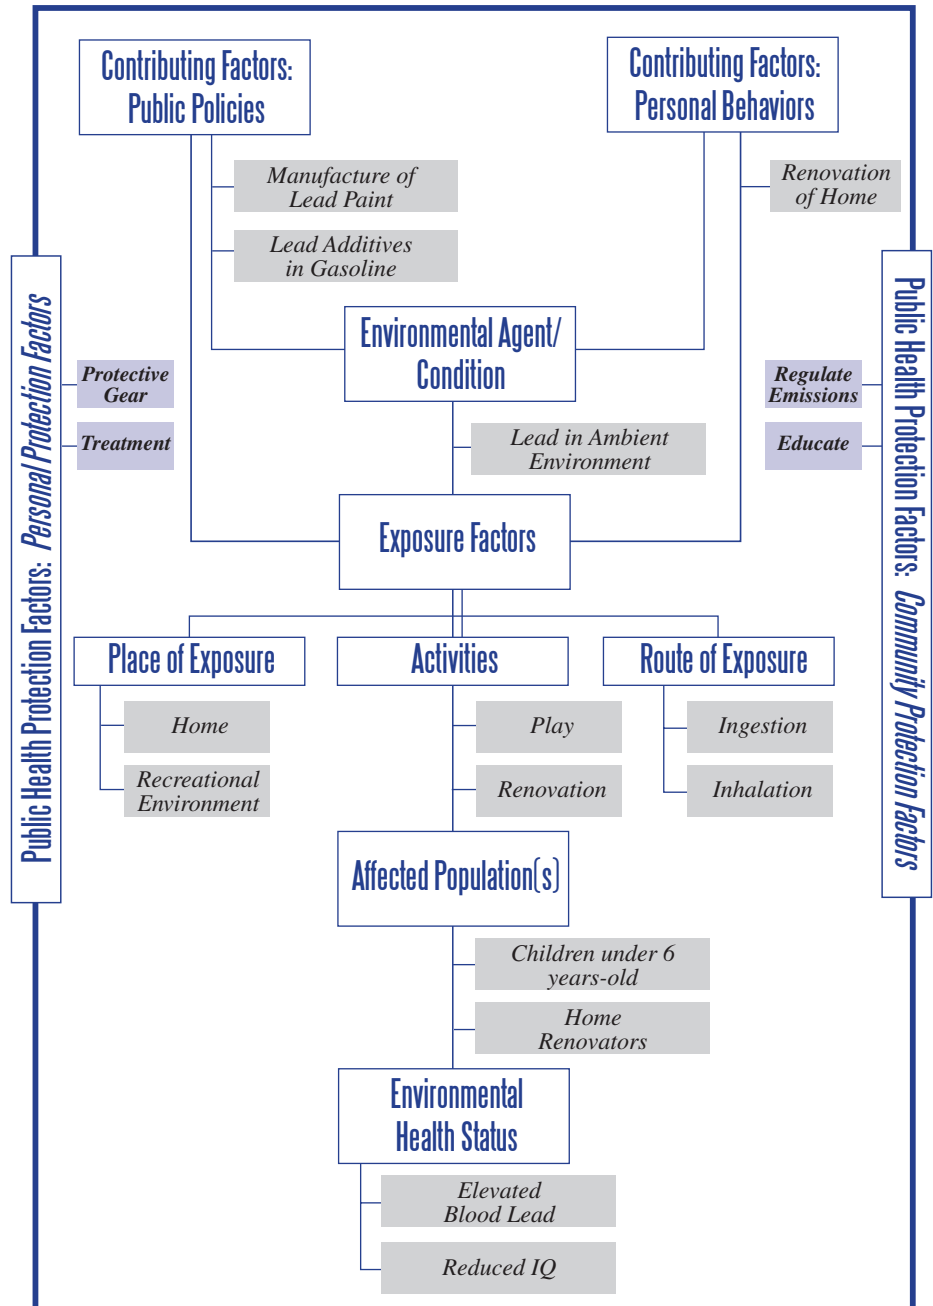 Contributing Factors:
Public Policies
Contributing Factors:
Personal Behaviors
Manufacture of
Lead Paint
Renovation
of Home
Lead Additives
in Gasoline
Public Health Protection Factors: Personal Protection Factors
Public Health Protection Factors: Community Protection Factors
Environmental Agent/
Condition
Protective
Gear
Regulate
Emissions
Treatment
Lead in Ambient
Environment
Educate
Exposure Factors
Place of Exposure
Activities
Route of Exposure
Home
Play
Ingestion
Recreational
Environment
Renovation
Inhalation
Affected Population(s)
Children under 6
years-old
Home
Renovators
Environmental
Health Status
Elevated
Blood Lead
Reduced IQ